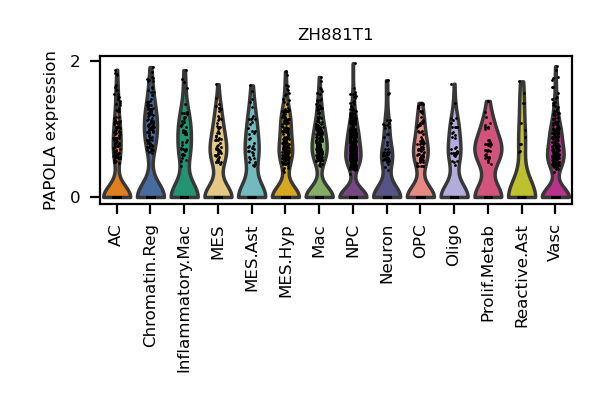 ZH881T1
PAPOLA expression
2
0
AC
Chromatin.Reg
Inflammatory.Mac
MES
MES.Ast
MES.Hyp
Mac
NPC
Neuron
OPC
Oligo
Prolif.Metab
Reactive.Ast
Vasc